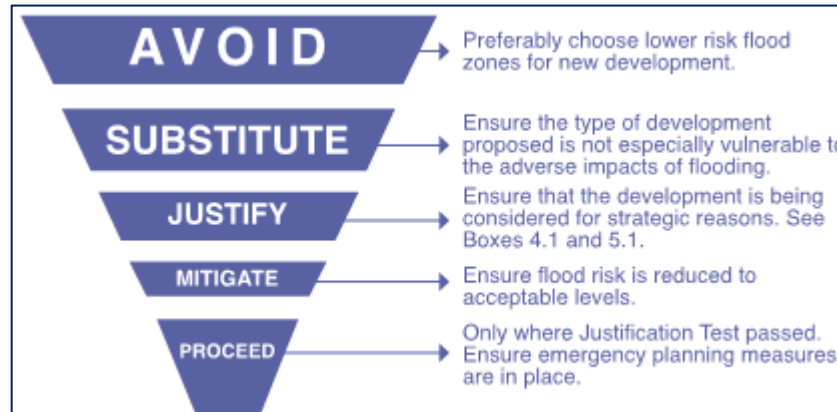 AVOID
Preferably choose lower risk flood
zones for new development.
SUBSTITUTE
Ensure the type of development
proposed is not especially vulnerable to
the adverse impacts of flooding.
JUSTIFY
Ensure that the development is being
considered for strategic reasons. See
Boxes 4.1 and 5.1.
MITIGATE
Ensure flood risk is reduced to
acceptable levels.
PROCEED
Only where Justification Test passed.
Ensure emergency planning measures
are in place.